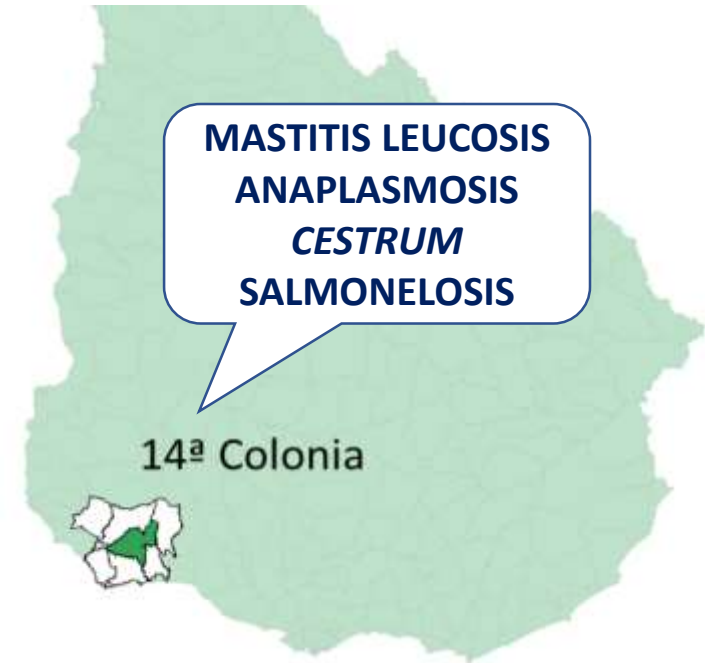 MASTITIS LEUCOSIS
ANAPLASMOSIS
CESTRUM
SALMONELOSIS
14ª Colonia